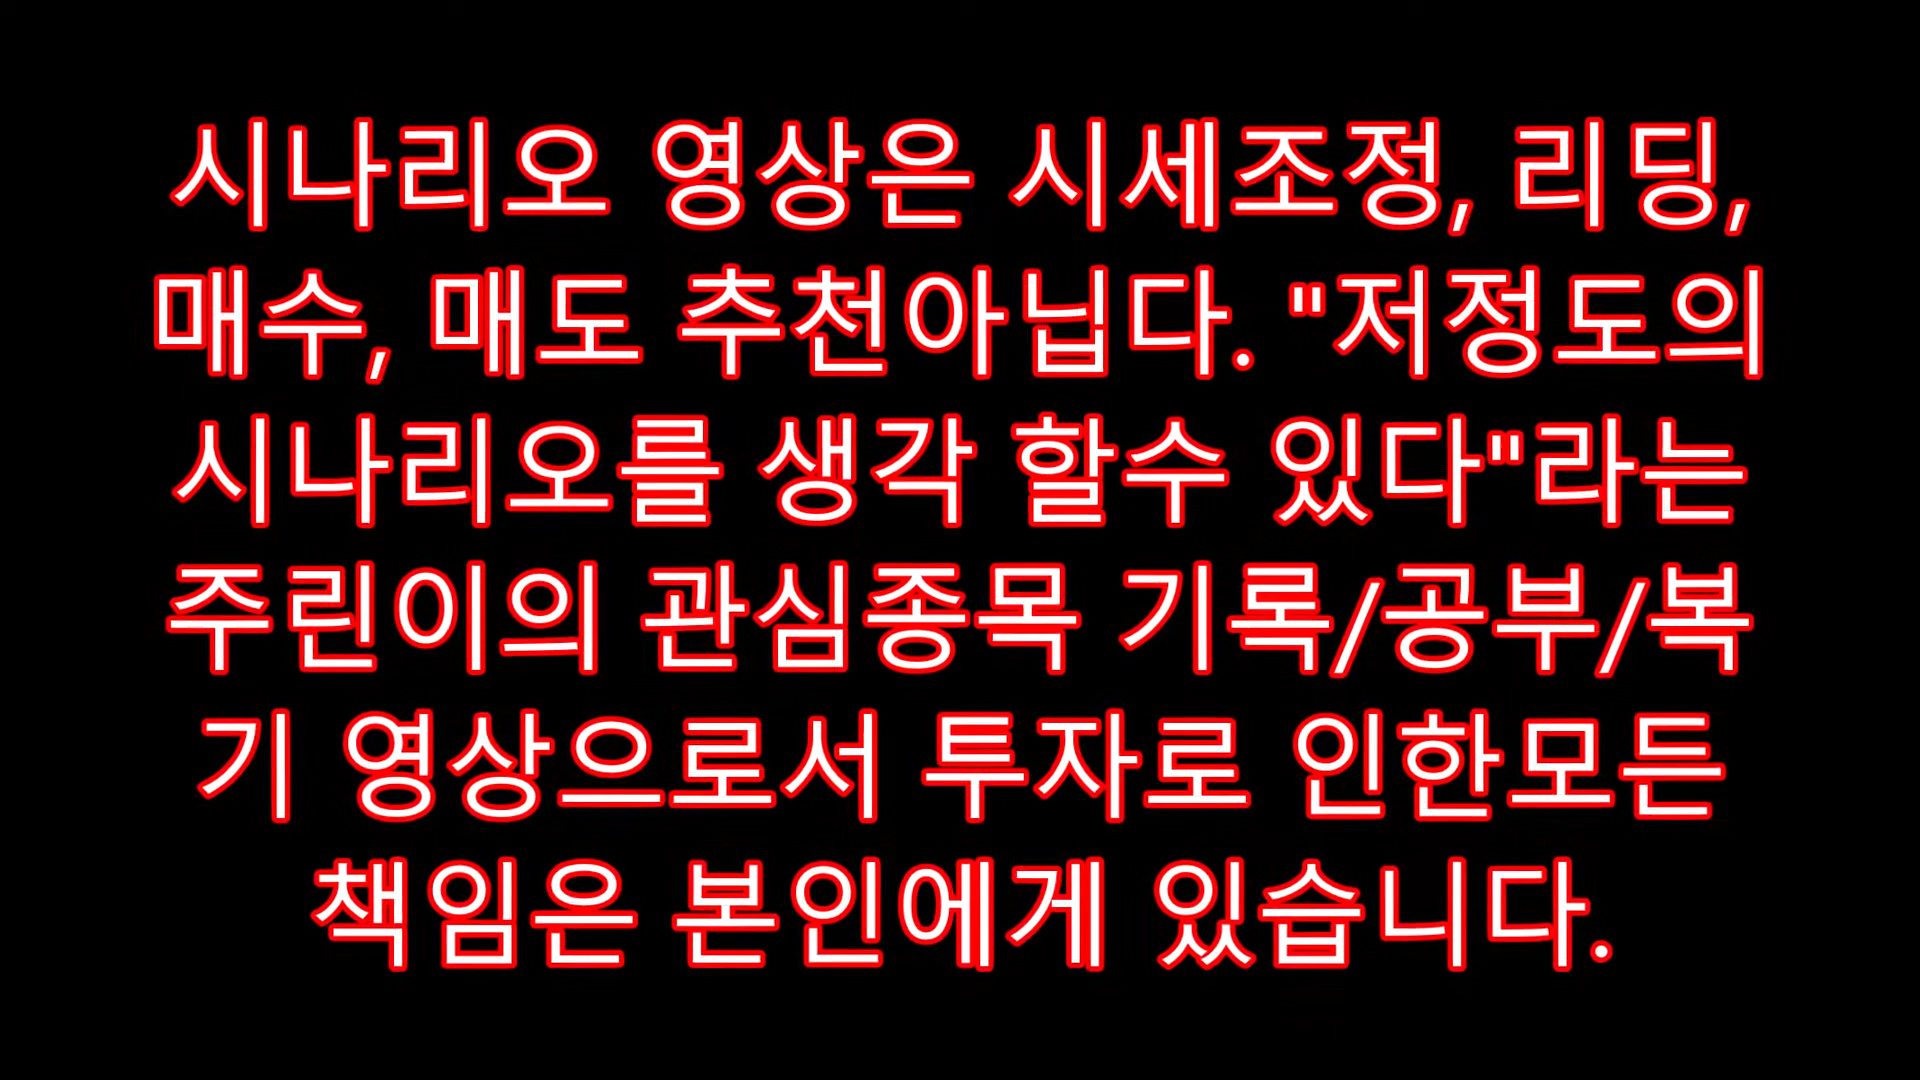 시나리오 영상은 시세조정, 리딩,
매수, 매도 추천아닙다. "저정도의
시나리오를 생각 할수 있다"라는
주린이의 관심종목 기록/공부/복
기 영상으로서 투자로 인한모든
책임은 본인에게 있습니다.